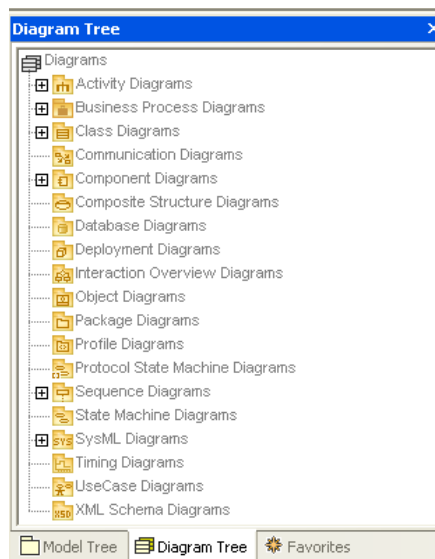 Diagram Tree
Diagrams
Activity Diagrams
Business Process Diagrams
Class Diagrams
Communication Diagrams
Component Diagrams
Composite Structure Diagrams
Database Diagrams
Deployment Diagrams
Interaction Overview Diagrams
Object Diagrams
Package Diagrams
Profile Diagrams
Protocol State Machine Diagrams
Sequence Diagrams
State Machine Diagrams
SYS SysML Diagrams
Timing Diagrams
UseCase Diagrams
XSD XML Schema Diagrams
Model Tree Diagram Tree Favorites